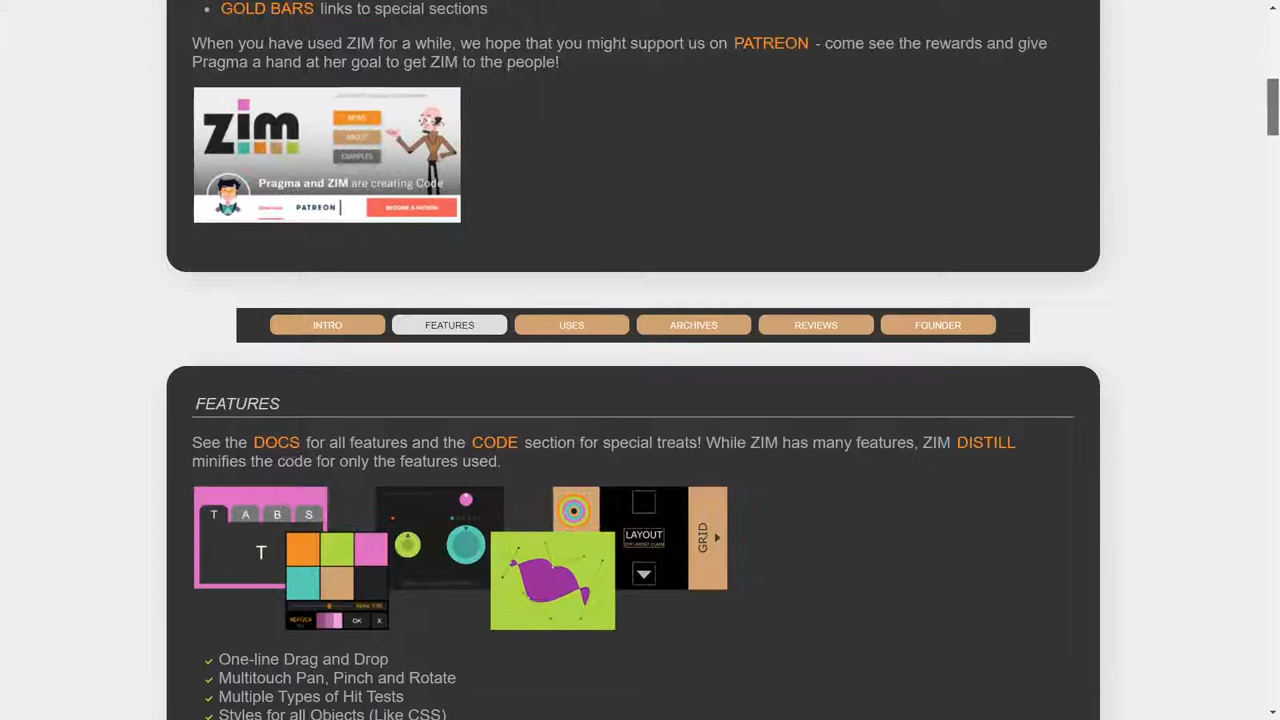 GOLD BARS links to special sections
When you have used ZIM for a while, we hope that you might support us on PATREON - come see the rewards and give
Pragma a hand at her goal to get ZIM to the people!
zim
NEWS
ABOUT
EXAMPLES
Pragma and ZIM are creating Code
Overview PATREON BECOME A PATRON
INTRO FEATURES USES ARCHIVES REVIEWS FOUNDER
FEATURES
See the DOCS for all features and the CODE section for special treats! While ZIM has many features, ZIM DISTILL
minifies the code for only the features used.
T A B S
T
LAYOUT
GRID
OK X
One-line Drag and Drop
Multitouch Pan, Pinch and Rotate
Multiple Types of Hit Tests
Styles for all Objects (Like CSS)